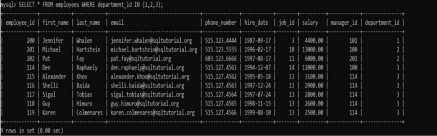 mysql> SELECT * FROM employees WHERE department_id IN (1,2,3);
| employee_id | first_name | last_name | email | phone_number | hire_date | job_id | salary | manager_id | department_id |
| 200 | Jennifer | Whalen | jennifer.whalen@sqltutorial.org | 515.123.4444 | 1987-09-17 | 3 | 4400.00 | 101 | 1 |
| 201 | Michael | Hartstein | michael.hartstein@sqltutorial.org | 515.123.5555 | 1996-02-17 | 10 | 13000.00 | 100 | 2 |
| 202 | Pat | Fay | pat.fay@sqltutorial.org | 603.123.6666 | 1997-08-17 | 11 | 6000.00 | 201 | 2 |
| 114 | Den | Raphaely | den.raphaely@sqltutorial.org | 515.127.4561 | 1994-12-07 | 14 | 11000.00 | 100 | 3 |
| 115 | Alexander | Khoo | alexander.khoo@sqltutorial.org | 515.127.4562 | 1995-05-18 | 13 | 3100.00 | 114 | 3 |
| 116 | Shelli | Baida | shelli.baida@sqltutorial.org | 515.127.4563 | 1997-12-24 | 13 | 2900.00 | 114 | 3 |
| 117 | Sigal | Tobias | sigal.tobias@sqltutorial.org | 515.127.4564 | 1997-07-24 | 13 | 2800.00 | 114 | 3 |
| 118 | Guy | Himuro | guy.himuro@sqltutorial.org | 515.127.4565 | 1998-11-15 | 13 | 2600.00 | 114 | 3 |
| 119 | Karen | Colmenares | karen.colmenares@sqltutorial.org | 515.127.4566 | 1999-08-10 | 13 | 2500.00 | 114 | 3 |
9 rows in set (0.00 sec)